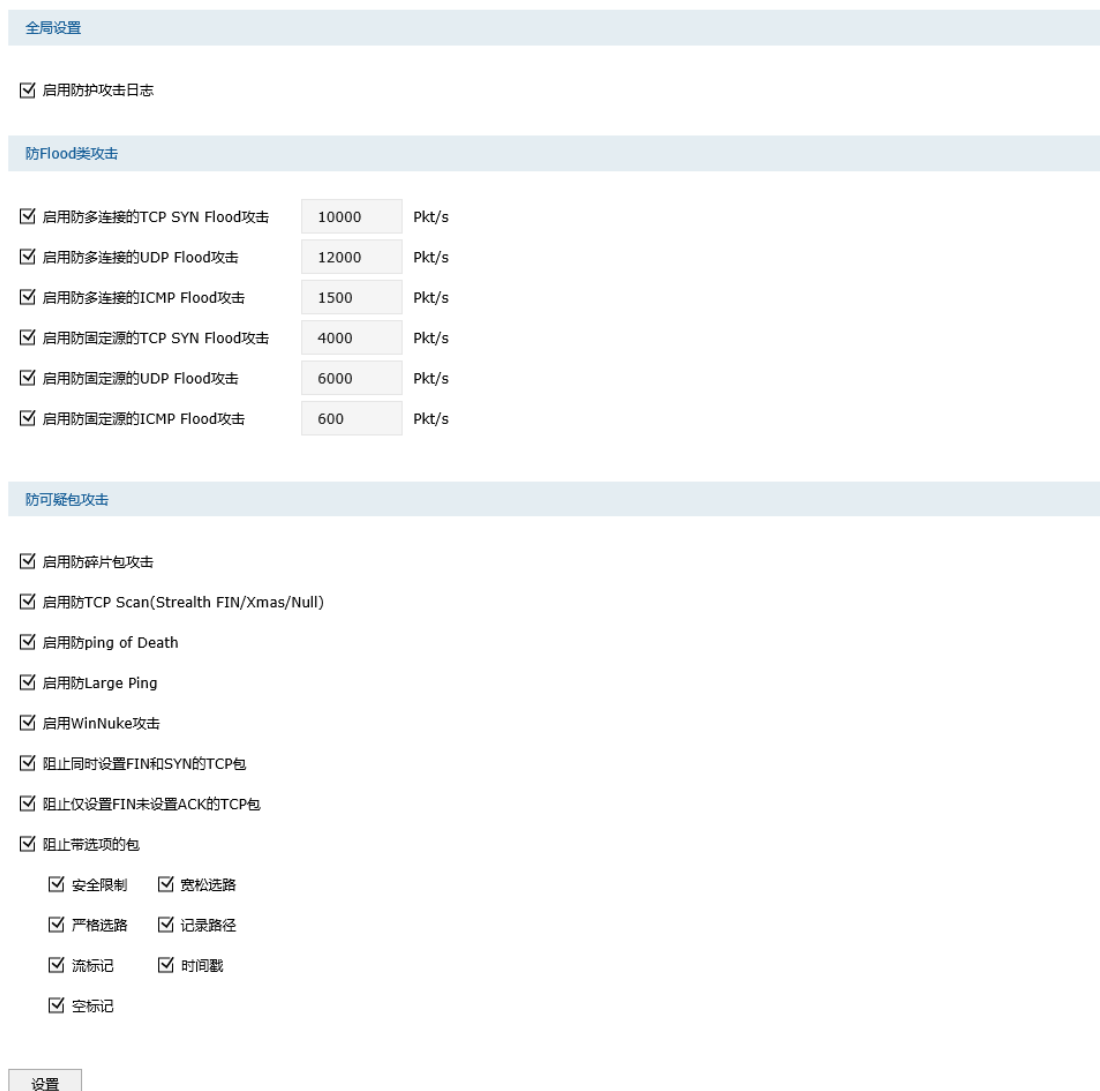 全局设置
启用防护攻击日志
防Flood类攻击
启用防多连接的TCP SYN Flood攻击 10000 Pkt/s
启用防多连接的UDP Flood攻击 12000 Pkt/s
启用防多连接的ICMP Flood攻击 1500 Pkt/s
启用防固定源的TCP SYN Flood攻击 4000 Pkt/s
启用防固定源的UDP Flood攻击 6000 Pkt/s
启用防固定源的ICMP Flood攻击 600 Pkt/s
防可疑包攻击
启用防碎片包攻击
启用防TCP Scan(Strealth FIN/Xmas/Null)
启用防ping of Death
启用防Large Ping
启用WinNuke攻击
阻止同时设置FIN和SYN的TCP包
阻止仅设置FIN未设置ACK的TCP包
阻止带选项的包
安全限制 宽松选路
严格选路 记录路径
流标记 时间戳
空标记
设置